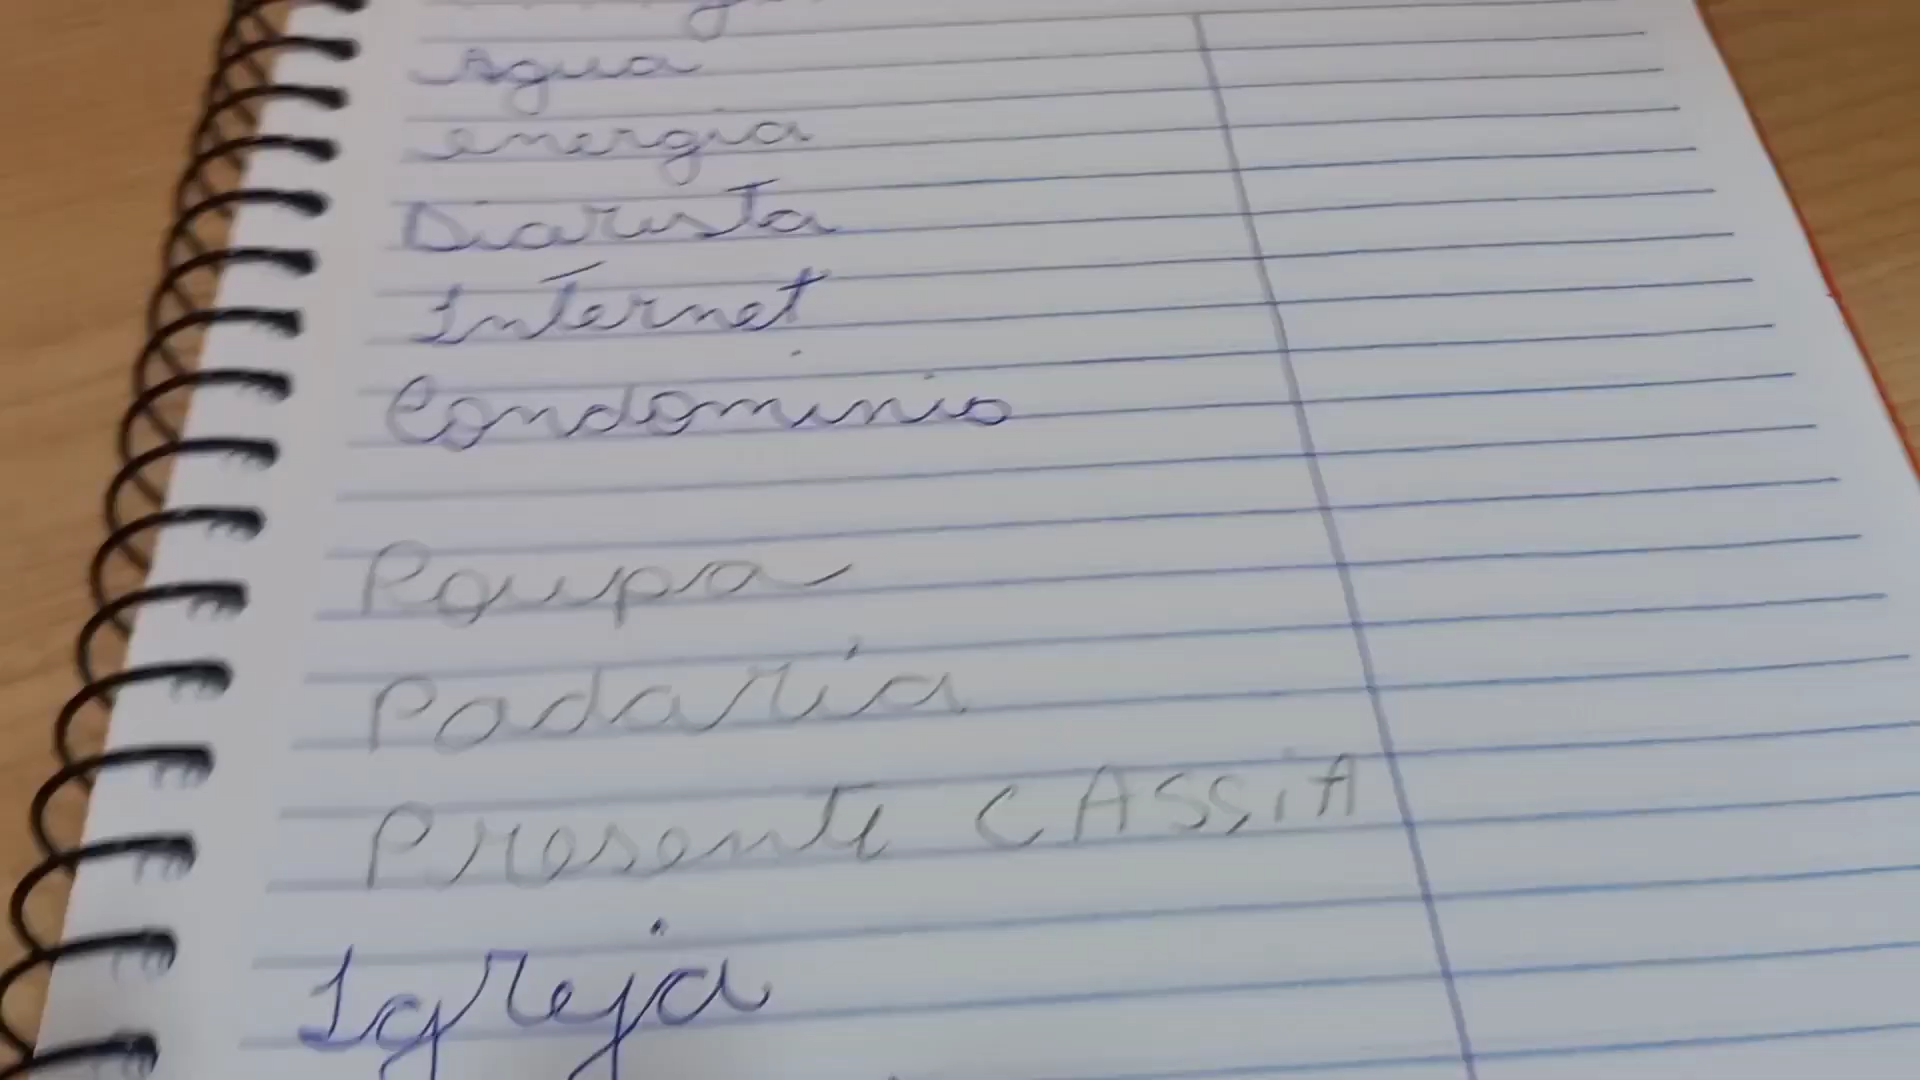 Agua
energia
Diarista
Internet
Condominio
Roupa
Padaria
Presente CASSiA
Igreja